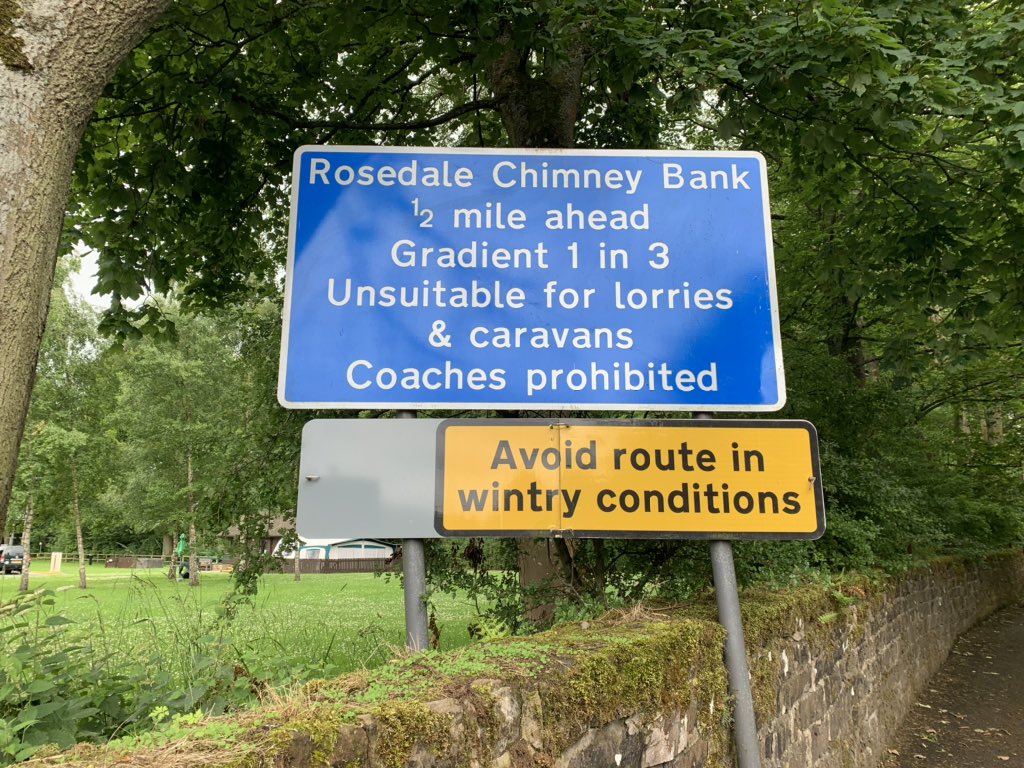 Rosedale Chimney Bank
½ mile ahead
Gradient 1 in 3
Unsuitable for lorries
& caravans
Coaches prohibited
Avoid route in
wintry conditions